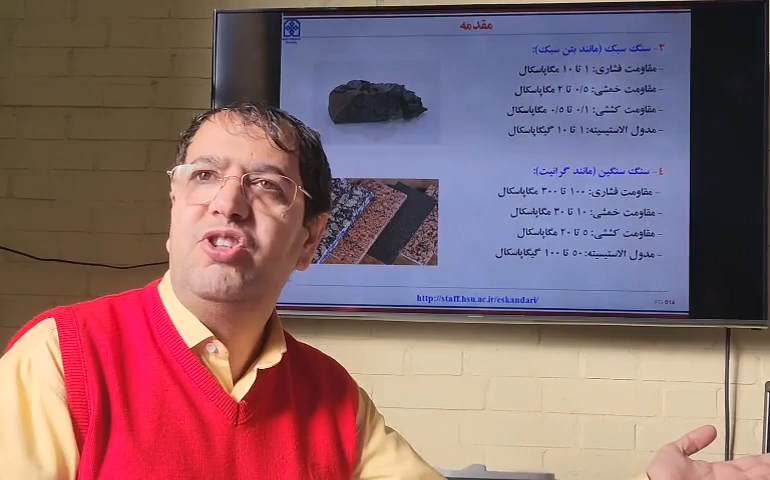 مقدمه
۳- سنگ سبک (مانند بتن سبک):
- مقاومت فشاری: ۱ تا ۱۰ مگاپاسکال
- مقاومت خمشی: ۰/۵ تا ۲ مگاپاسکال
- مقاومت کششی: ۰/۱ تا ۰/۵ مگاپاسکال
- مدول الاستیسیته: ۱ تا ۱۰ گیگاپاسکال
٤- سنگ سنگین (مانند گرانیت):
- مقاومت فشاری: ۱۰۰ تا ۳۰۰ مگاپاسکال
- مقاومت خمشی: ۱۰ تا ۳۰ مگاپاسکال
- مقاومت کششی: ۵ تا ۲۰ مگاپاسکال
- مدول الاستیسیته: ۵۰ تا ۱۰۰ گیگاپاسکال
http://staff.hsu.ac.ir/eskandari/